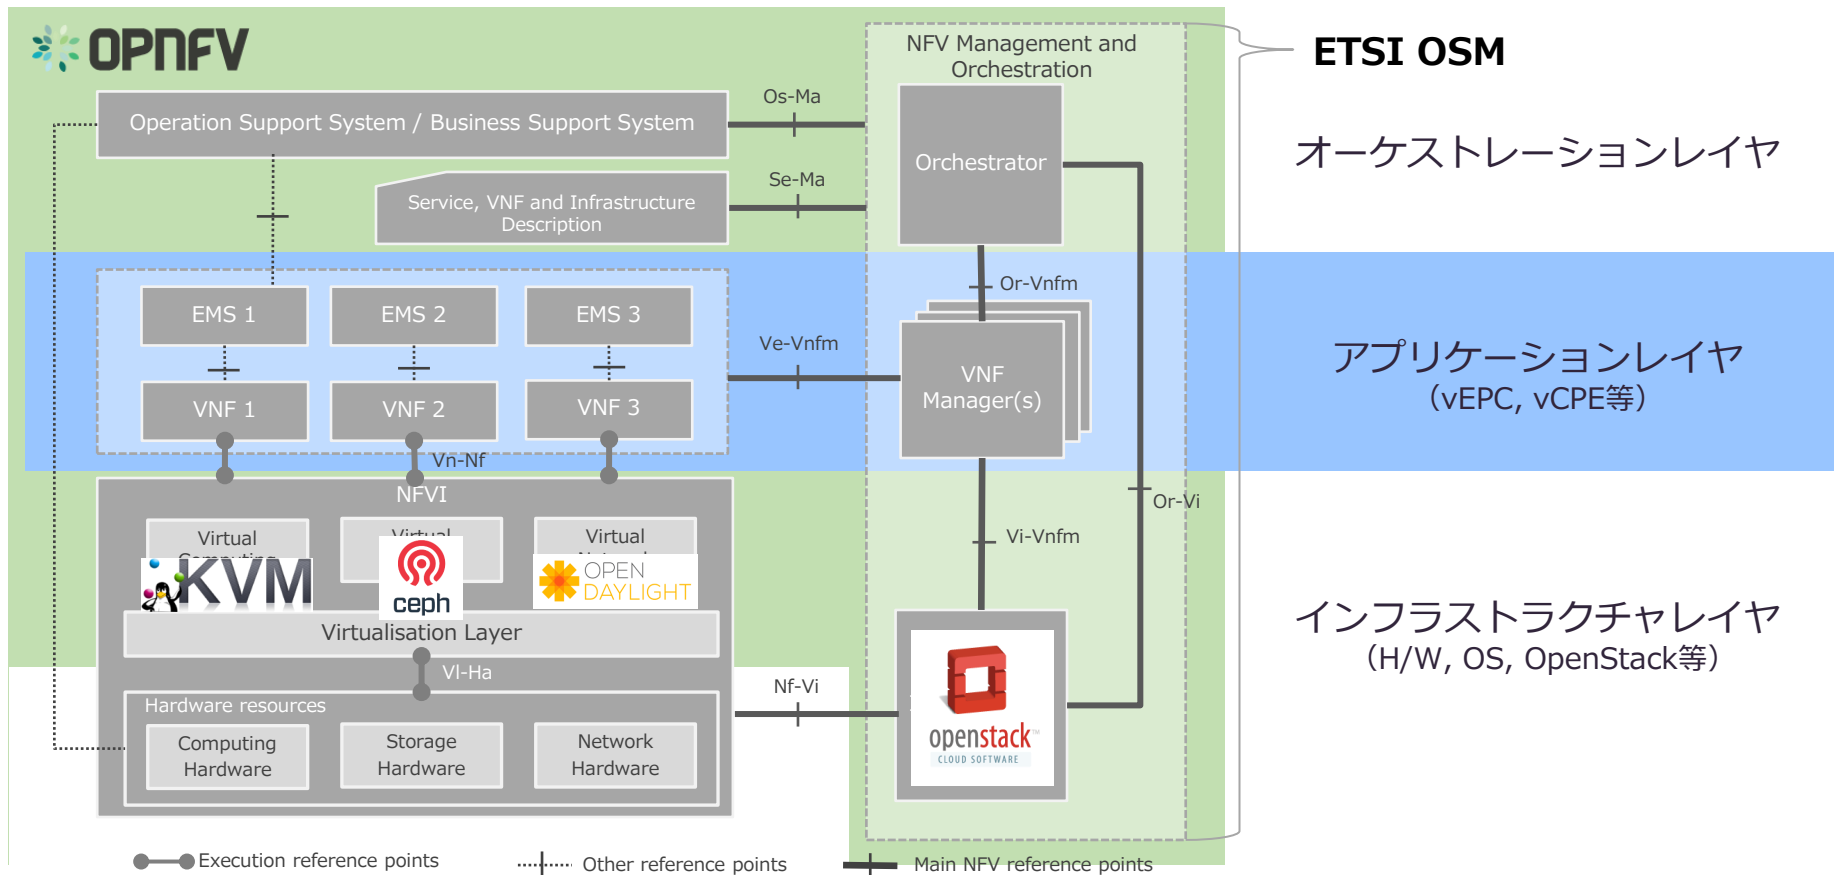 OPNFV
NFV Management and
Orchestration
ETSI OSM
Os-Ma
Operation Support System / Business Support System
Orchestrator
オーケストレーションレイヤ
Se-Ma
Service, VNF and Infrastructure
Description
Or-Vnfm
EMS 1
EMS 2
EMS 3
Ve-Vnfm
VNF
Manager(s)
アプリケーションレイヤ
（vEPC, vCPE等）
VNF 1
VNF 2
VNF 3
Vn-Nf
NFVI
Or-Vi
Vi-Vnfm
Virtual
Computing
Virtual
Virtual
Network
KVM
ceph
OPEN
DAYLIGHT
Virtualisation Layer
インフラストラクチャレイヤ
（H/W, OS, OpenStack等）
Vl-Ha
Nf-Vi
Hardware resources
Computing
Hardware
Storage
Hardware
Network
Hardware
openstack
CLOUD SOFTWARE
Execution reference points
Other reference points
Main NFV reference points